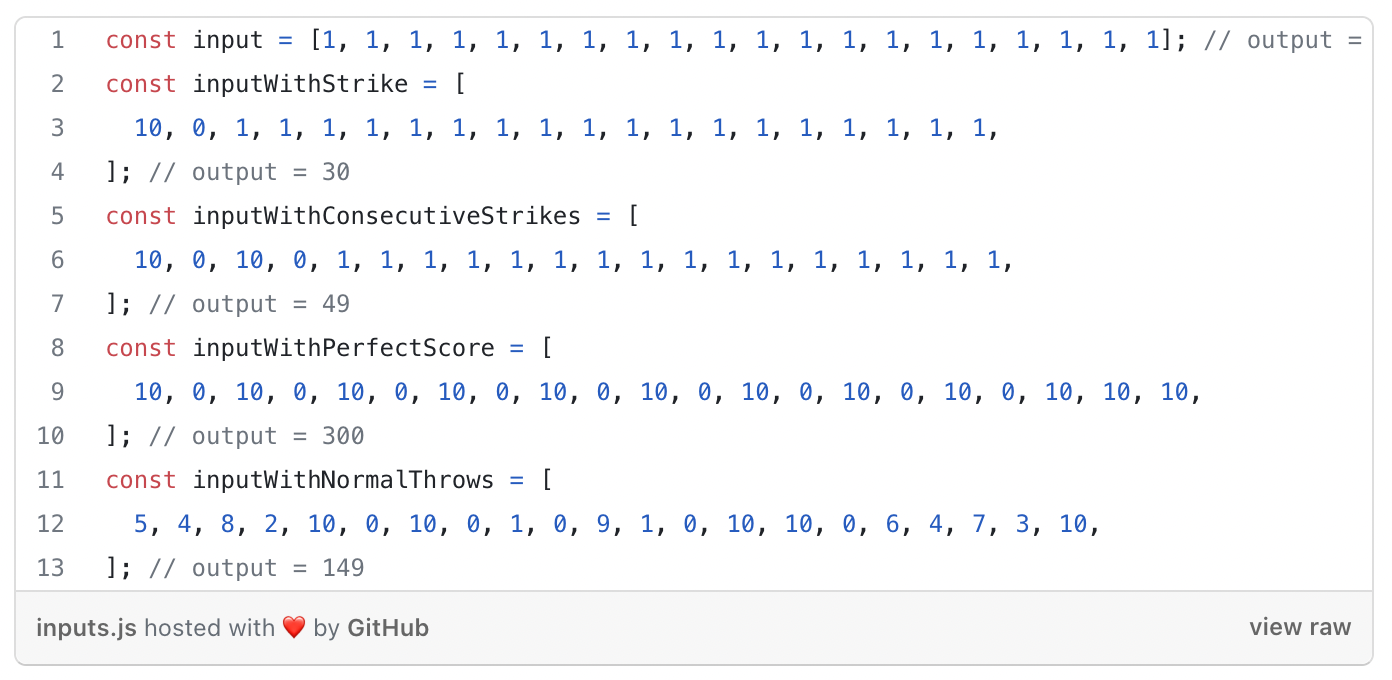 1 const input = [1, 1, 1, 1, 1, 1, 1, 1, 1, 1, 1, 1, 1, 1, 1, 1, 1, 1, 1, 1]; // output =
2 const inputWithStrike = [
3 10, 0, 1, 1, 1, 1, 1, 1, 1, 1, 1, 1, 1, 1, 1, 1, 1, 1, 1, 1,
4 ]; // output = 30
5 const inputWithConsecutiveStrikes = [
6 10, 0, 10, 0, 1, 1, 1, 1, 1, 1, 1, 1, 1, 1, 1, 1, 1, 1, 1, 1,
7 ]; // output = 49
8 const inputWithPerfectScore = [
9 10, 0, 10, 0, 10, 0, 10, 0, 10, 0, 10, 0, 10, 0, 10, 0, 10, 0, 10, 10, 10,
10 ]; // output = 300
11 const inputWithNormalThrows = [
12 5, 4, 8, 2, 10, 0, 10, 0, 1, 0, 9, 1, 0, 10, 10, 0, 6, 4, 7, 3, 10,
13 ]; // output = 149
inputs.js hosted with ❤ by GitHub view raw